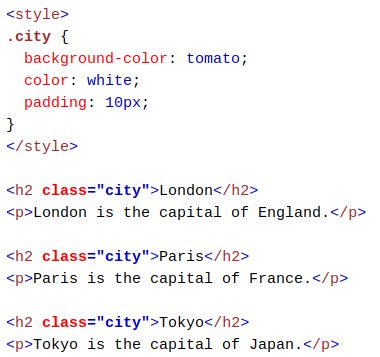 <style>
.city {
  background-color: tomato;
  color: white;
  padding: 10px;
}
</style>

<h2 class="city">London</h2>
<p>London is the capital of England.</p>

<h2 class="city">Paris</h2>
<p>Paris is the capital of France.</p>

<h2 class="city">Tokyo</h2>
<p>Tokyo is the capital of Japan.</p>